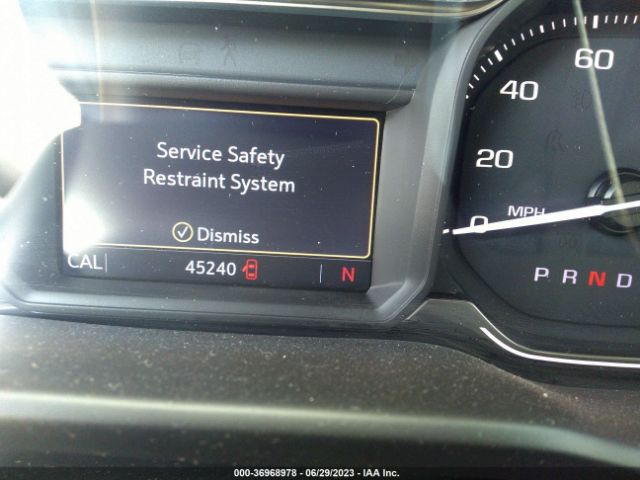 Service Safety
Restraint System
Dismiss
CAL 45240 N
0 20 40 60
MPH
P R N D
000-36968978 - 06/29/2023 - IAA Inc.